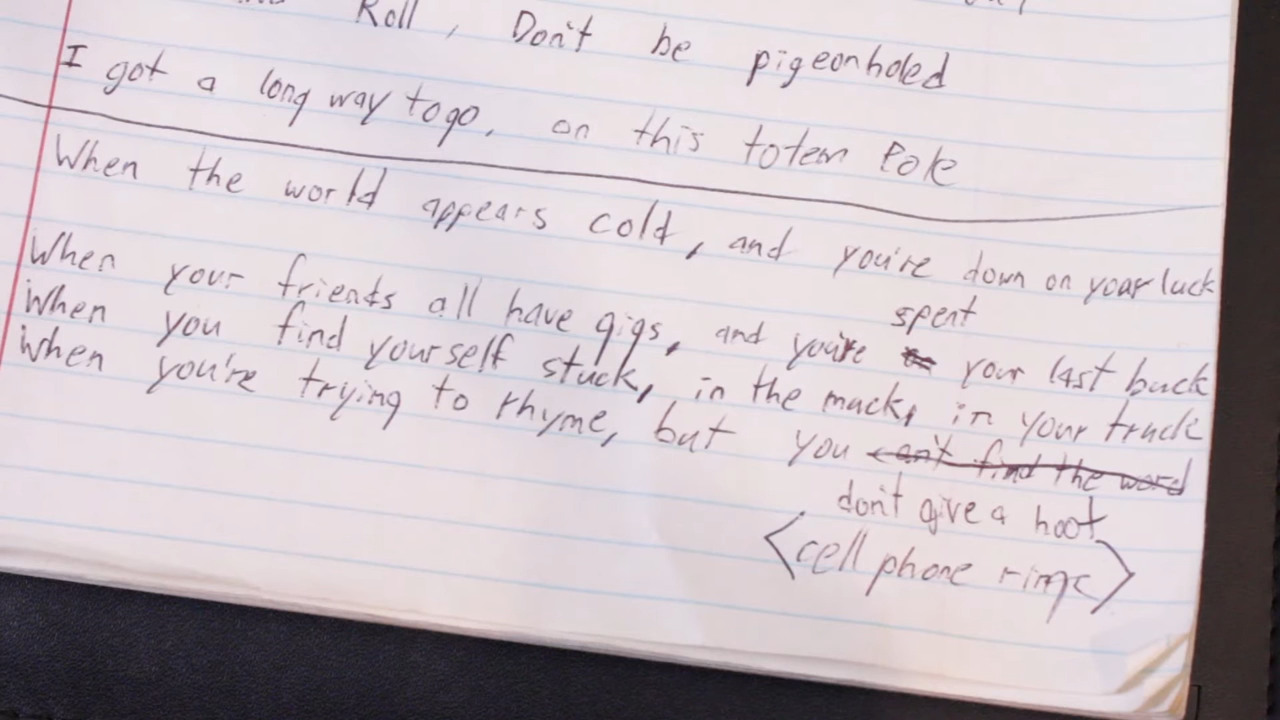 Roll, Don't be pigeonholed
I got a long way to go, on this totem Pole
When the world appears cold, and you're down on your luck
spent
When your friends all have gigs, and you're your last buck
When you find yourself stuck, in the muck, in your truck
When you're trying to rhyme, but you can't find the word
don't give a hoot
<cell phone rings>